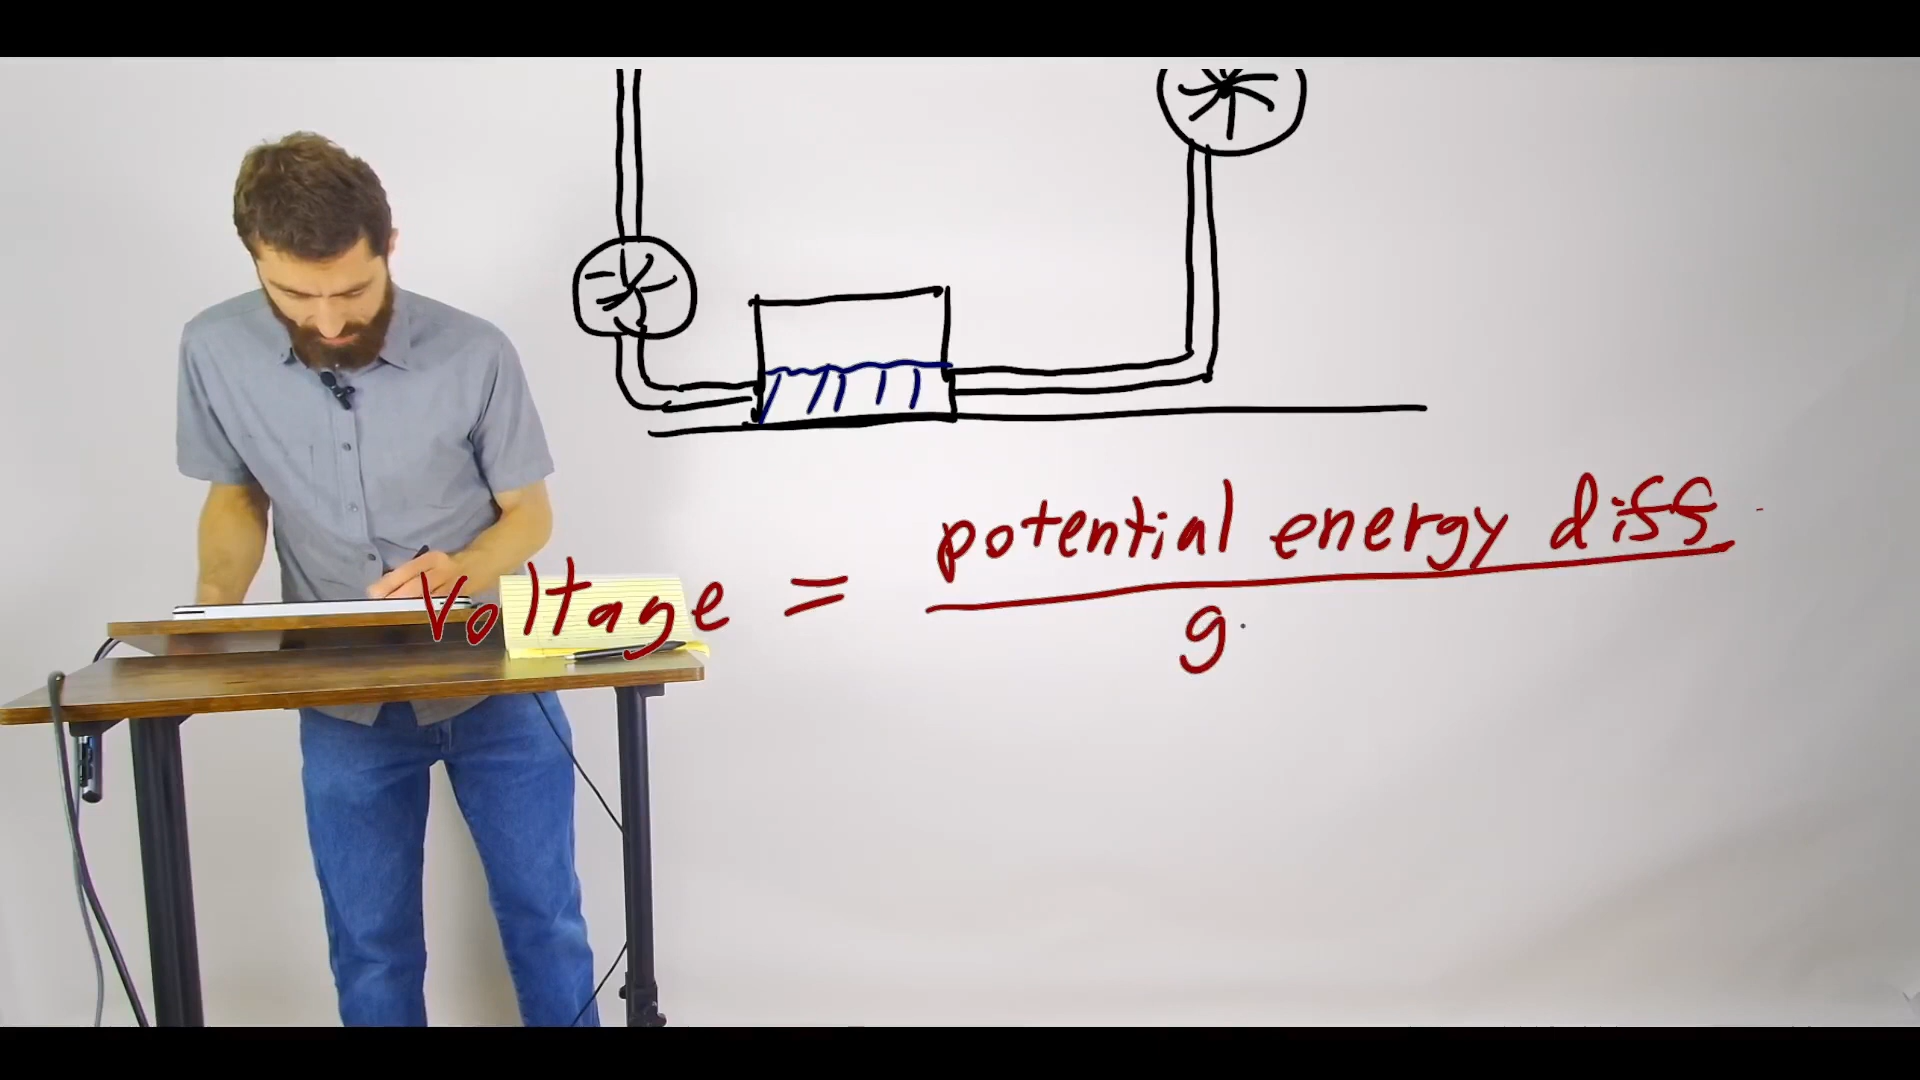 Voltage = potential energy diff
g